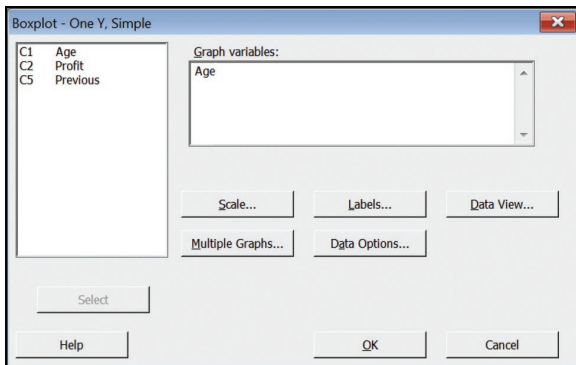 Boxplot - One Y, Simple
C1 Age
C2 Profit
C5 Previous
Graph variables:
Age
Scale...
Labels...
Data View...
Multiple Graphs...
Data Options...
Select
Help
OK
Cancel